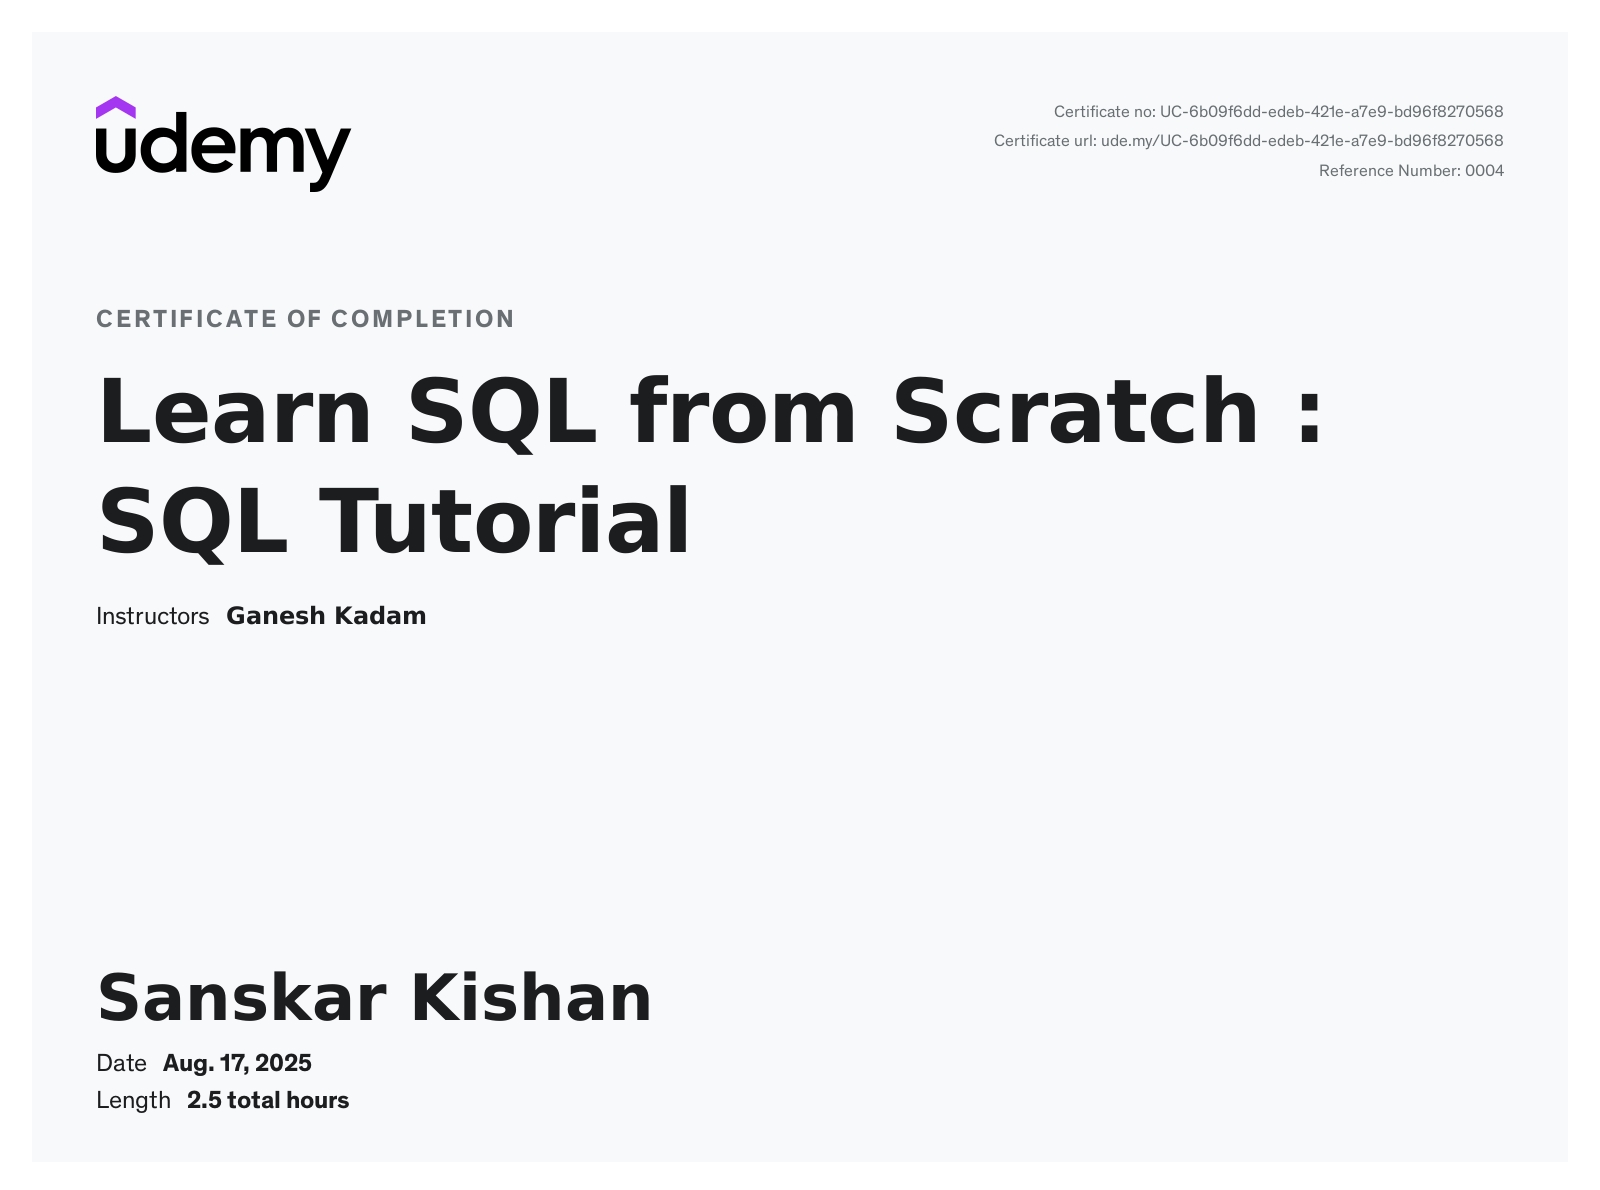 udemy
Certificate no: UC-6b09f6dd-edeb-421e-a7e9-bd96f8270568
Certificate url: ude.my/UC-6b09f6dd-edeb-421e-a7e9-bd96f8270568
Reference Number: 0004
CERTIFICATE OF COMPLETION
Learn SQL from Scratch :
SQL Tutorial
Instructors Ganesh Kadam
Sanskar Kishan
Date Aug. 17, 2025
Length 2.5 total hours